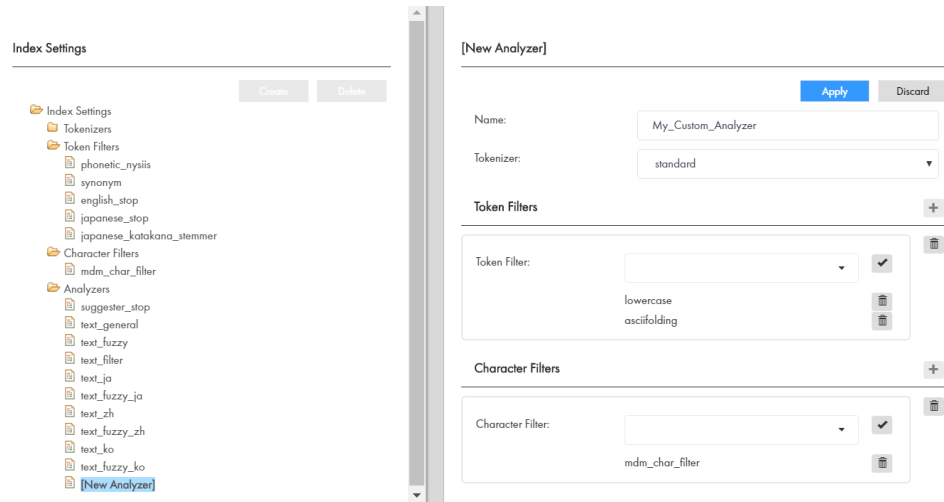 Index Settings
Create Delete
Index Settings
Tokenizers
Token Filters
phonetic_nysiis
synonym
english_stop
japanese_stop
japanese_katakana_stemmer
Character Filters
mdm_char_filter
Analyzers
suggester_stop
text_general
text_fuzzy
text_filter
text_ja
text_fuzzy_ja
text_zh
text_fuzzy_zh
text_ko
text_fuzzy_ko
[New Analyzer]
[New Analyzer]
Apply Discard
Name: My_Custom_Analyzer
Tokenizer: standard
Token Filters
Token Filter:
lowercase
asciifolding
Character Filters
Character Filter:
mdm_char_filter